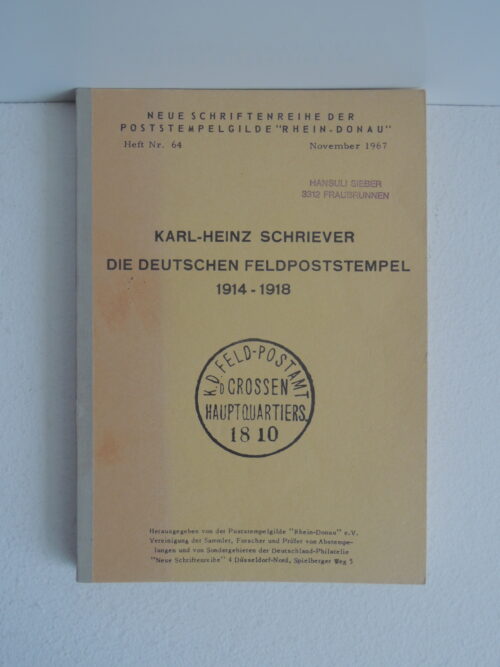 NEUE SCHRIFTENREIHE DER
POSTSTEMPELGILDE "RHEIN-DONAU"
Heft Nr. 64 November 1967
HANSULI SIEBER
3312 FRAUBRUNNEN
KARL-HEINZ SCHRIEVER
DIE DEUTSCHEN FELDPOSTSTEMPEL
1914-1918
K.D. FELD-POSTAMT
D GROSSEN
HAUPTQUARTIERS
18 10
Herausgegeben von der Poststempelgilde "Rhein-Donau" e.V.
Vereinigung der Sammler, Forscher und Prüfer von Abstempe-
lungen und von Sondergebieten der Deutschland-Philatelie
"Neue Schriftenreihe" 4 Düsseldorf-Nord, Spielberger Weg 5